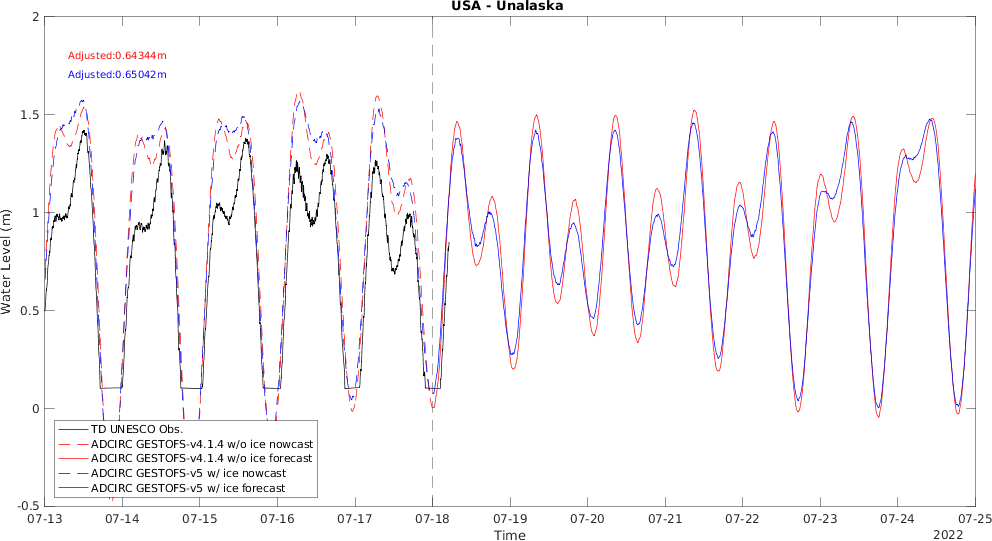 USA - Unalaska
2
Adjusted:0.64344m
Adjusted:0.65042m
1.5
1
Water Level (m)
0.5
0
TD UNESCO Obs.
ADCIRC GESTOFS-v4.1.4 w/o ice nowcast
ADCIRC GESTOFS-v4.1.4 w/o ice forecast
ADCIRC GESTOFS-v5 w/ ice nowcast
ADCIRC GESTOFS-v5 w/ ice forecast
-0.5
07-13 07-14 07-15 07-16 07-17 07-18 07-19 07-20 07-21 07-22 07-23 07-24 07-25
Time
2022